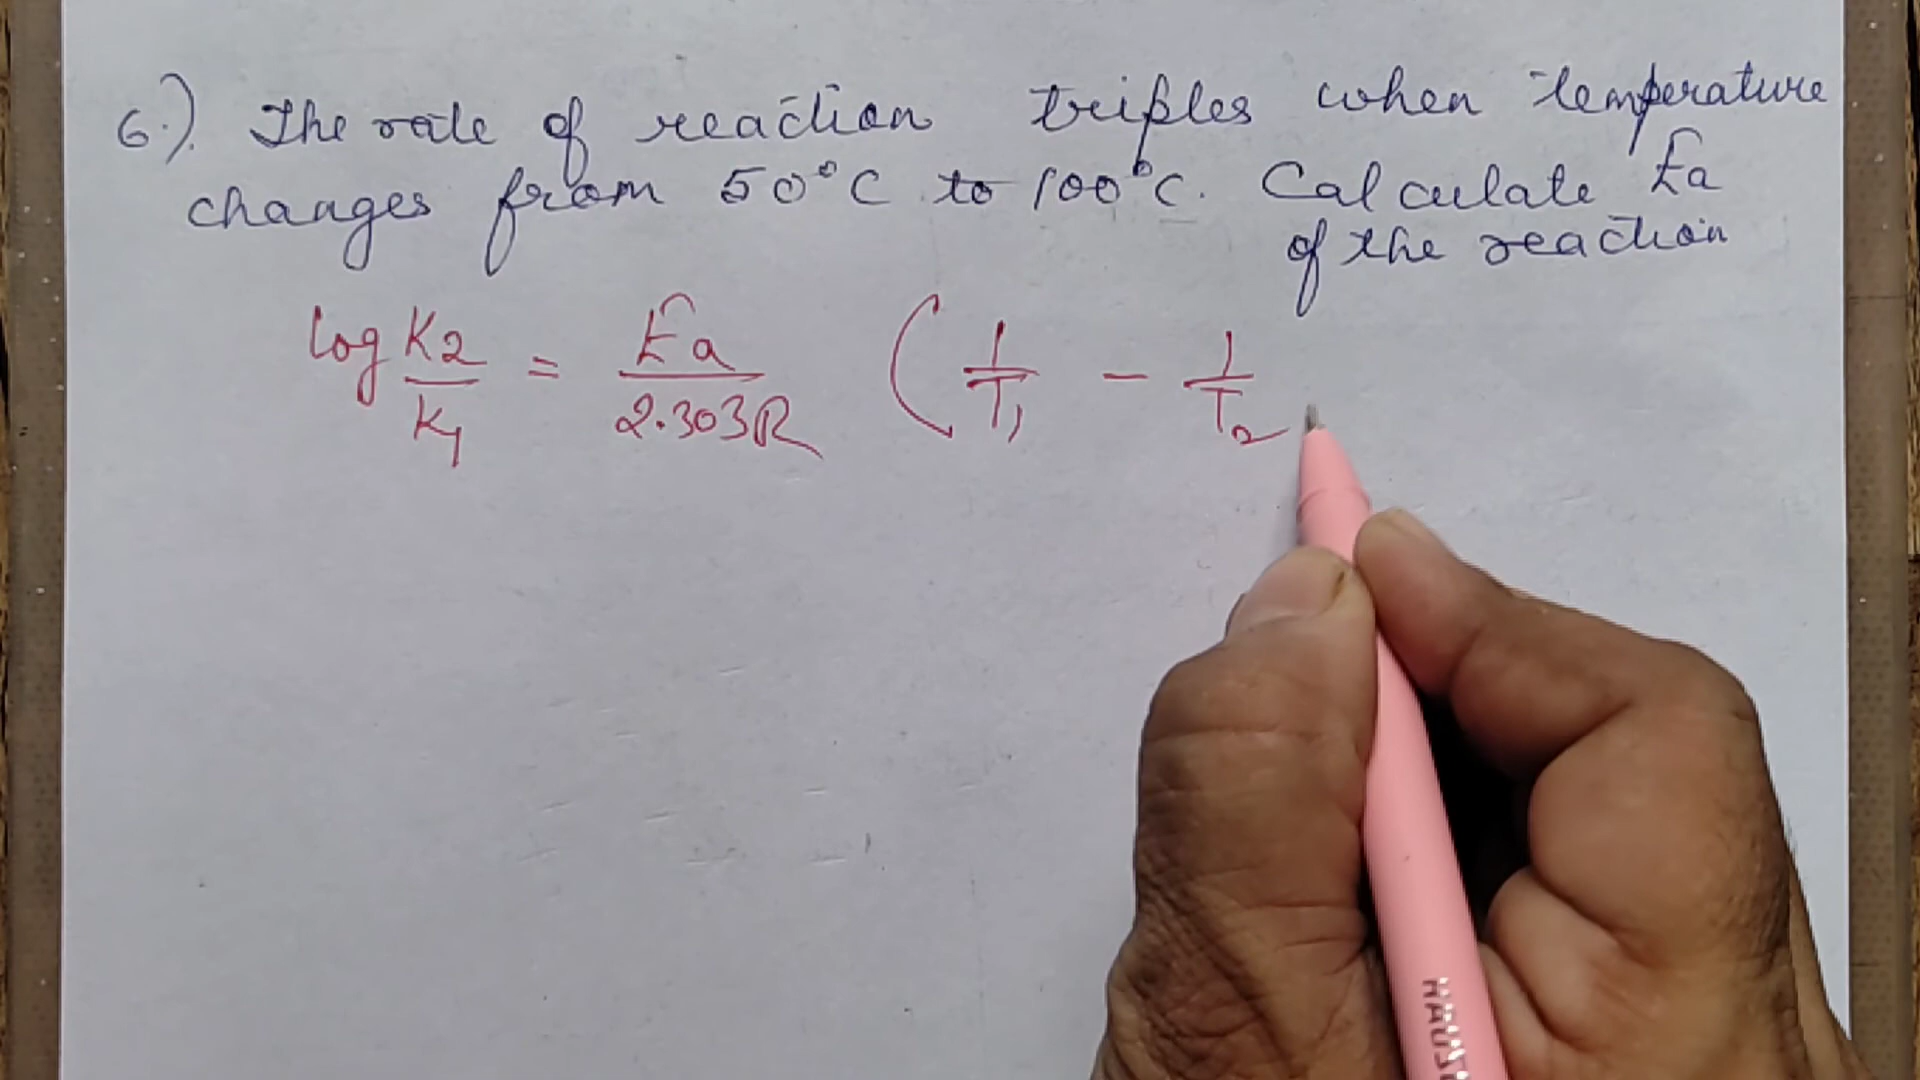 6.). The rate of reaction triples when temperature
changes from 50°C to 100°C. Calculate Ea
of the reaction
log K2/K1 = Ea/2.303R (1/T1 - 1/T2